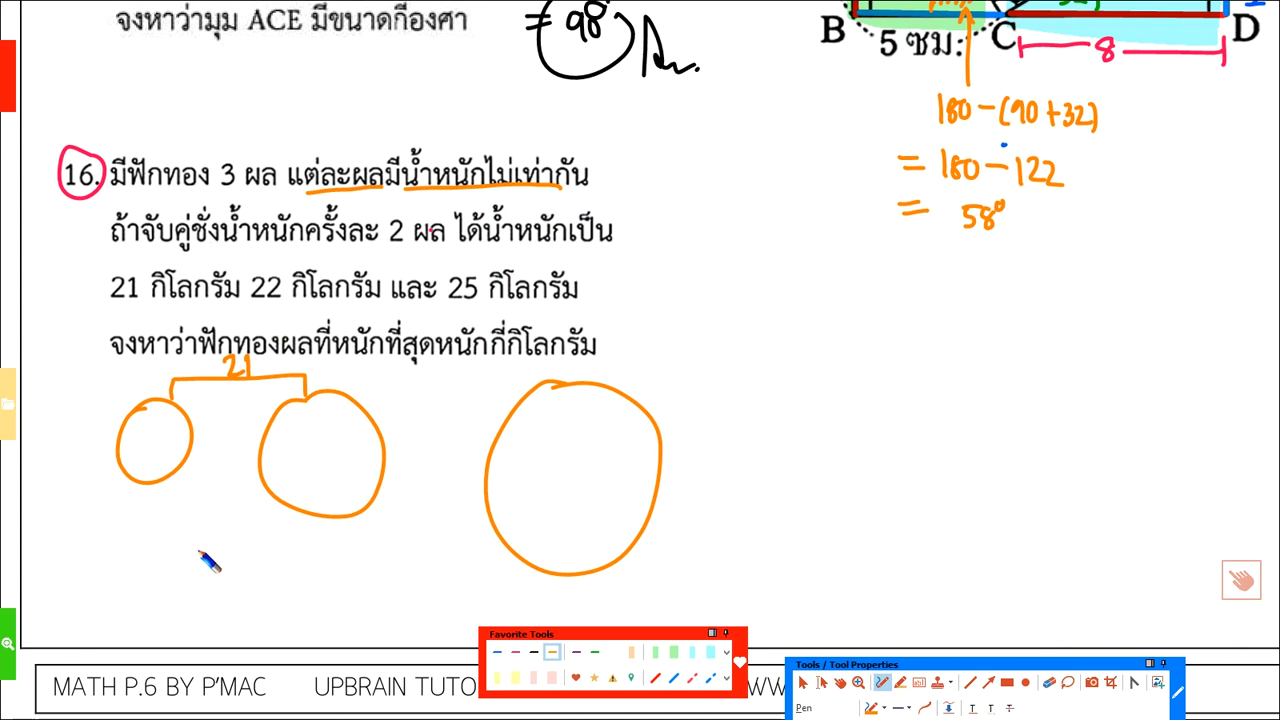 จงหาว่ามุม ACE มีขนาดกี่องศา
= 98
B
5 ซม.
C
8
D
180 - (90 + 32)
= 180 - 122
= 58°
16. มีฟักทอง 3 ผล แต่ละผลมีน้ำหนักไม่เท่ากัน
ถ้าจับคู่ชั่งน้ำหนักครั้งละ 2 ผล ได้น้ำหนักเป็น
21 กิโลกรัม 22 กิโลกรัม และ 25 กิโลกรัม
จงหาว่าฟักทองผลที่หนักที่สุดหนักกี่กิโลกรัม
21
Favorite Tools
Tools / Tool Properties
Pen
MATH P.6 BY P'MAC
UPBRAIN TUTO